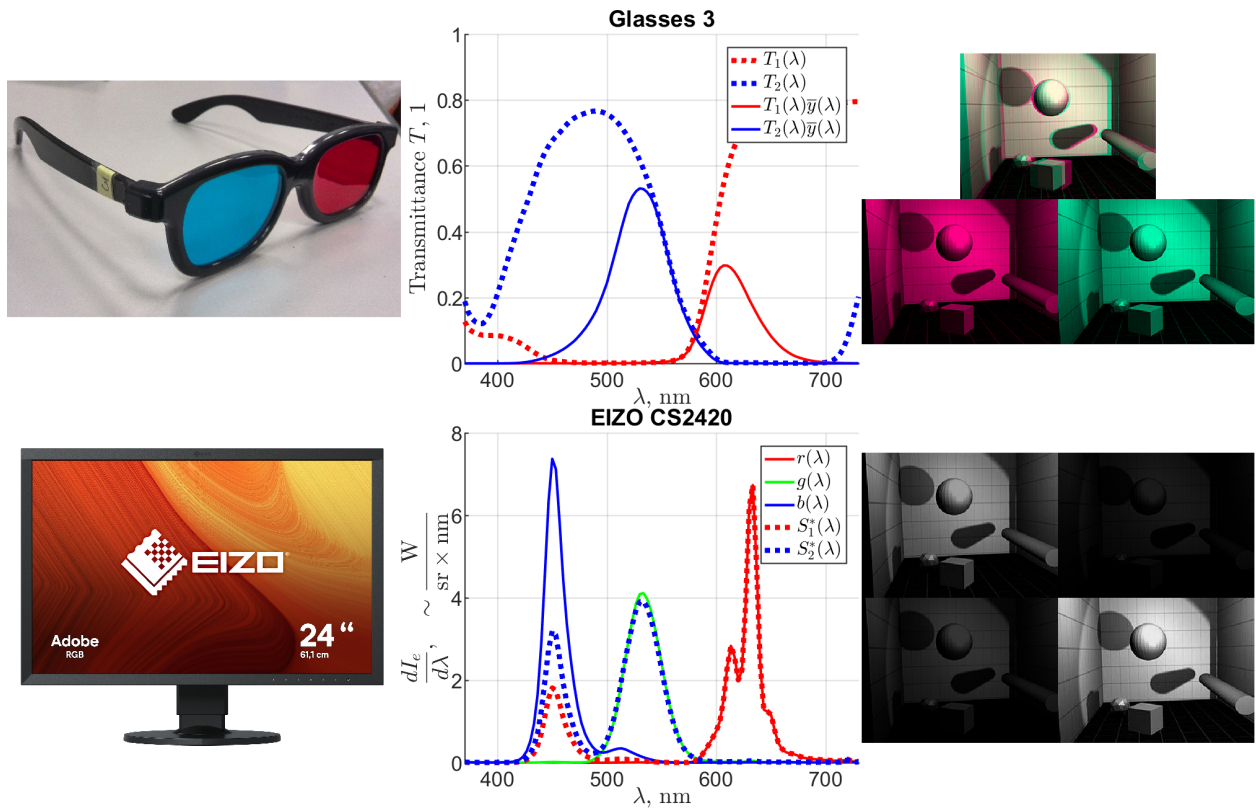 Glasses 3
1
0.8
0.6
0.4
0.2
0
Transmittance T, 1
400
500
600
700
λ, nm
T₁(λ)
T₂(λ)
T₁(λ)y̅(λ)
T₂(λ)y̅(λ)
EIZO CS2420
8
6
4
2
0
dIₑ/dλ, ~ W/(sr × nm)
400
500
600
700
λ, nm
r(λ)
g(λ)
b(λ)
S₁*(λ)
S₂*(λ)
EIZO
Adobe
RGB
24“
61,1 cm